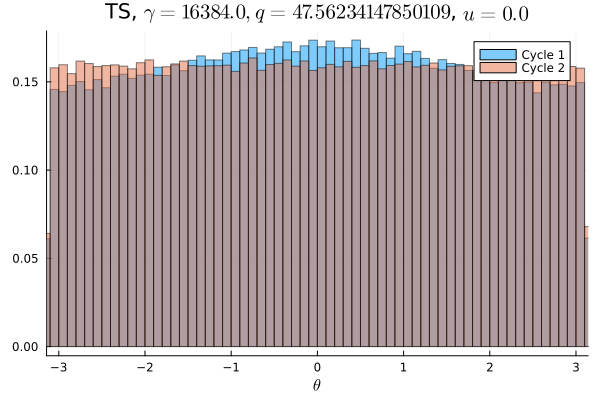 TS, γ = 16384.0, q = 47.56234147850109, u = 0.0
Cycle 1
Cycle 2
0.15
0.10
0.05
0.00
−3 −2 −1 0 1 2 3
θ